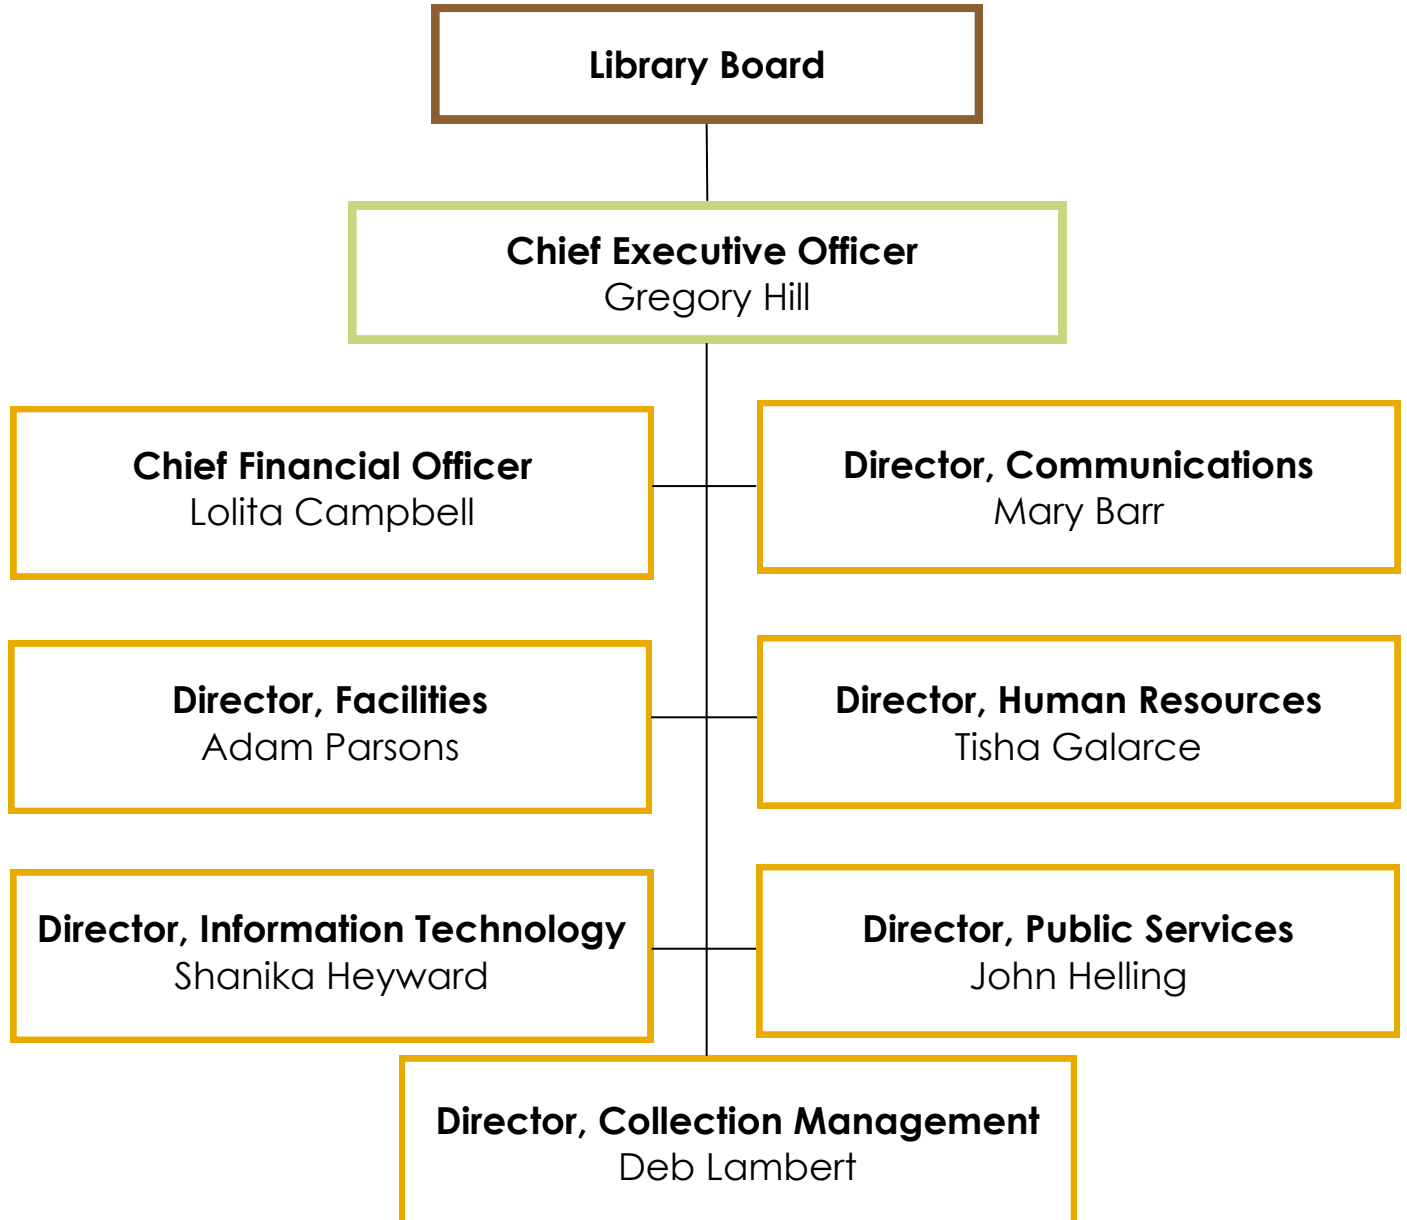 Library Board
Chief Executive Officer
Gregory Hill
Chief Financial Officer
Lolita Campbell
Director, Communications
Mary Barr
Director, Facilities
Adam Parsons
Director, Human Resources
Tisha Galarce
Director, Information Technology
Shanika Heyward
Director, Public Services
John Helling
Director, Collection Management
Deb Lambert